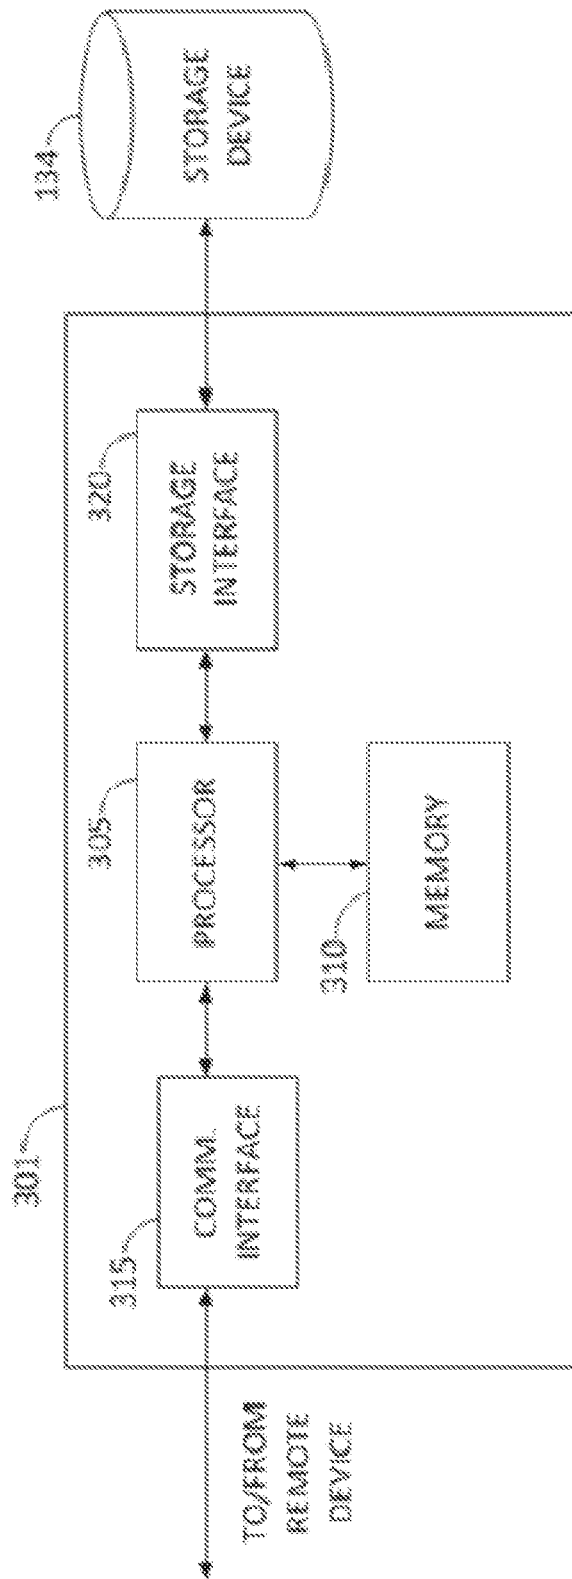 301
315
COMM.
INTERFACE
305
PROCESSOR
320
STORAGE
INTERFACE
134
STORAGE
DEVICE
310
MEMORY
TO/FROM
REMOTE
DEVICE